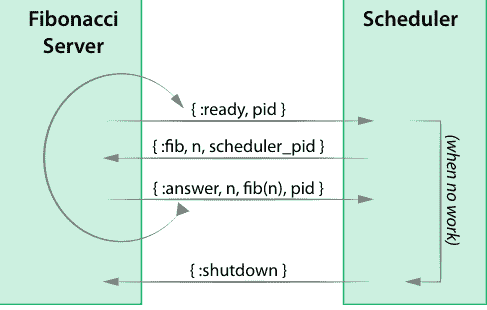 Fibonacci
Server
Scheduler
{ :ready, pid }
{ :fib, n, scheduler_pid }
{ :answer, n, fib(n), pid }
(when no work)
{ :shutdown }